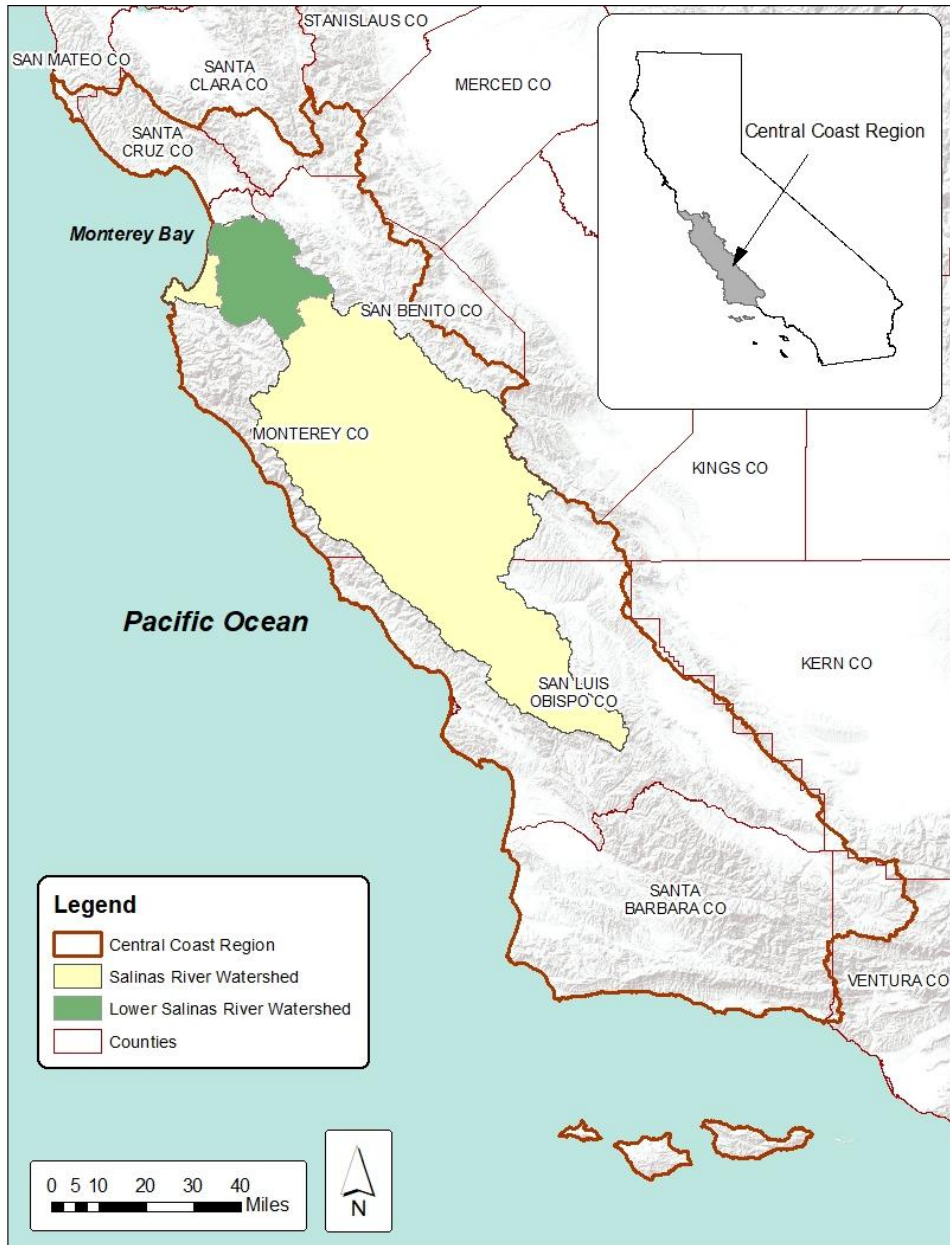 STANISLAUS CO
SAN MATEO CO
SANTA
CLARA CO
MERCED CO
Central Coast Region
SANTA
CRUZ CO
Monterey Bay
SAN BENITO CO
MONTEREY CO
KINGS CO
Pacific Ocean
KERN CO
SAN LUIS
OBISPO CO
SANTA
BARBARA CO
VENTURA CO
Legend
Central Coast Region
Salinas River Watershed
Lower Salinas River Watershed
Counties
0 5 10 20 30 40
Miles
N